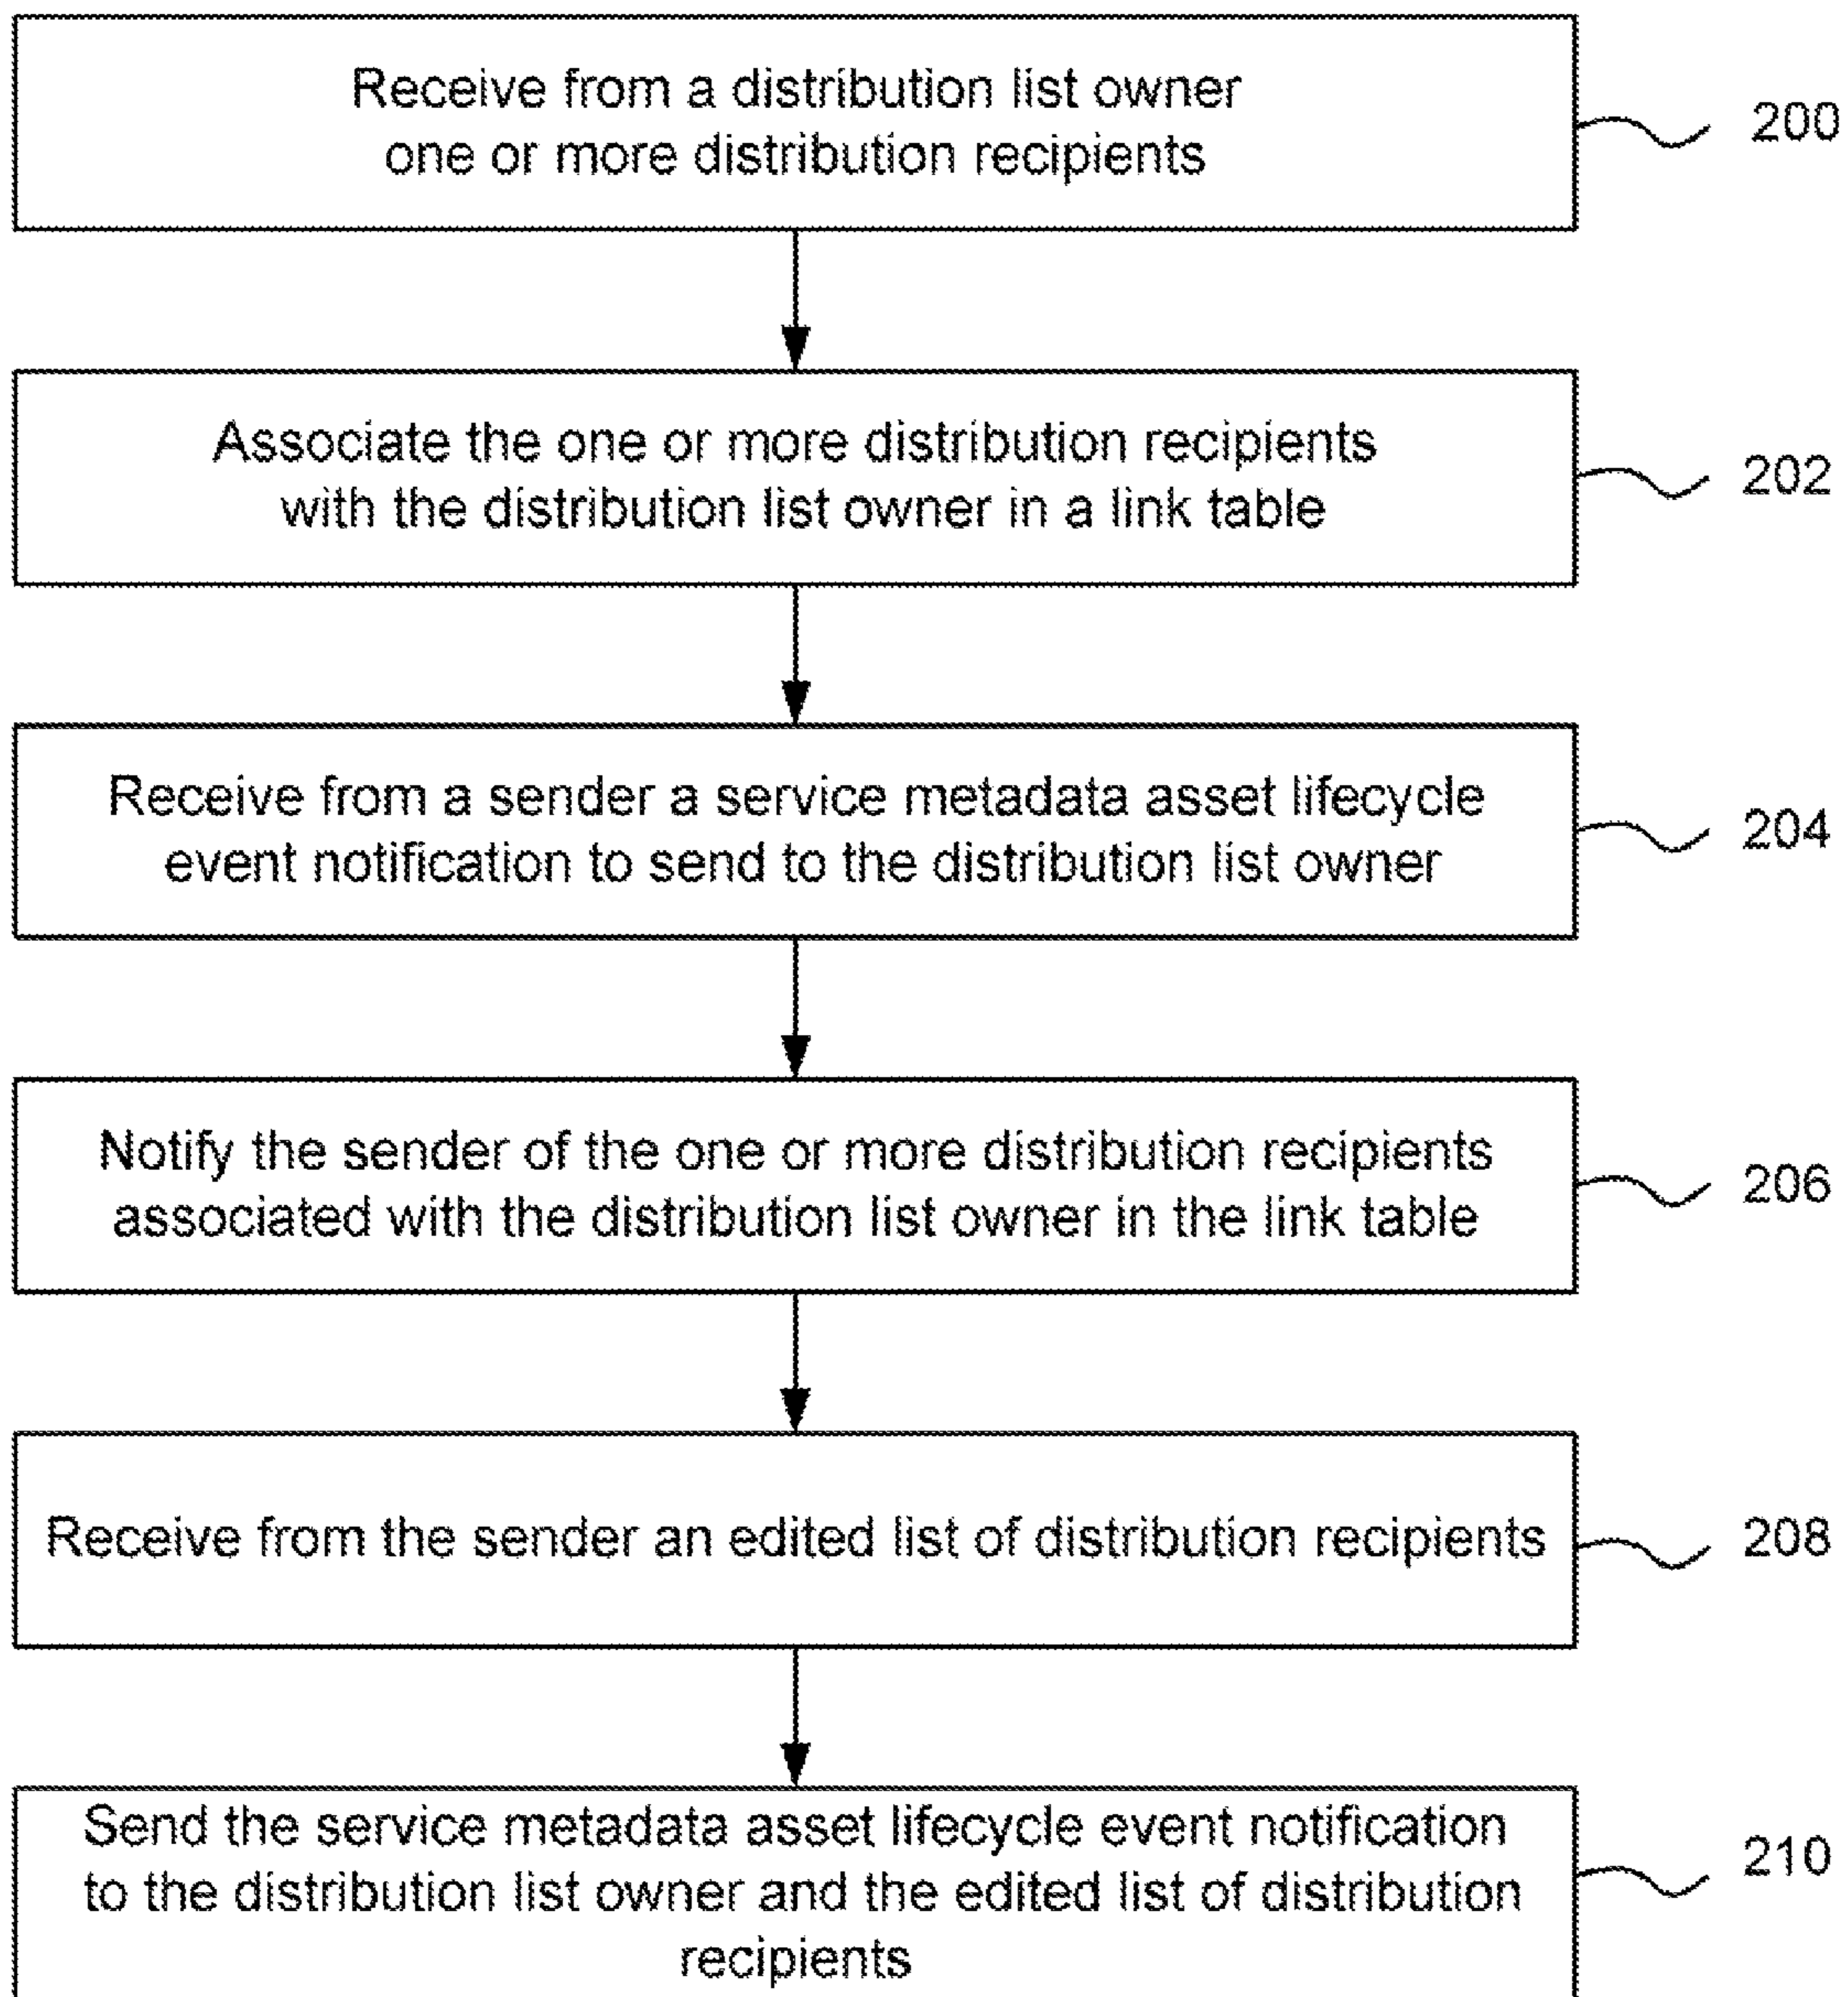 Receive from a distribution list owner
one or more distribution recipients
200
Associate the one or more distribution recipients
with the distribution list owner in a link table
202
Receive from a sender a service metadata asset lifecycle
event notification to send to the distribution list owner
204
Notify the sender of the one or more distribution recipients
associated with the distribution list owner in the link table
206
Receive from the sender an edited list of distribution recipients
208
Send the service metadata asset lifecycle event notification
to the distribution list owner and the edited list of distribution
recipients
210